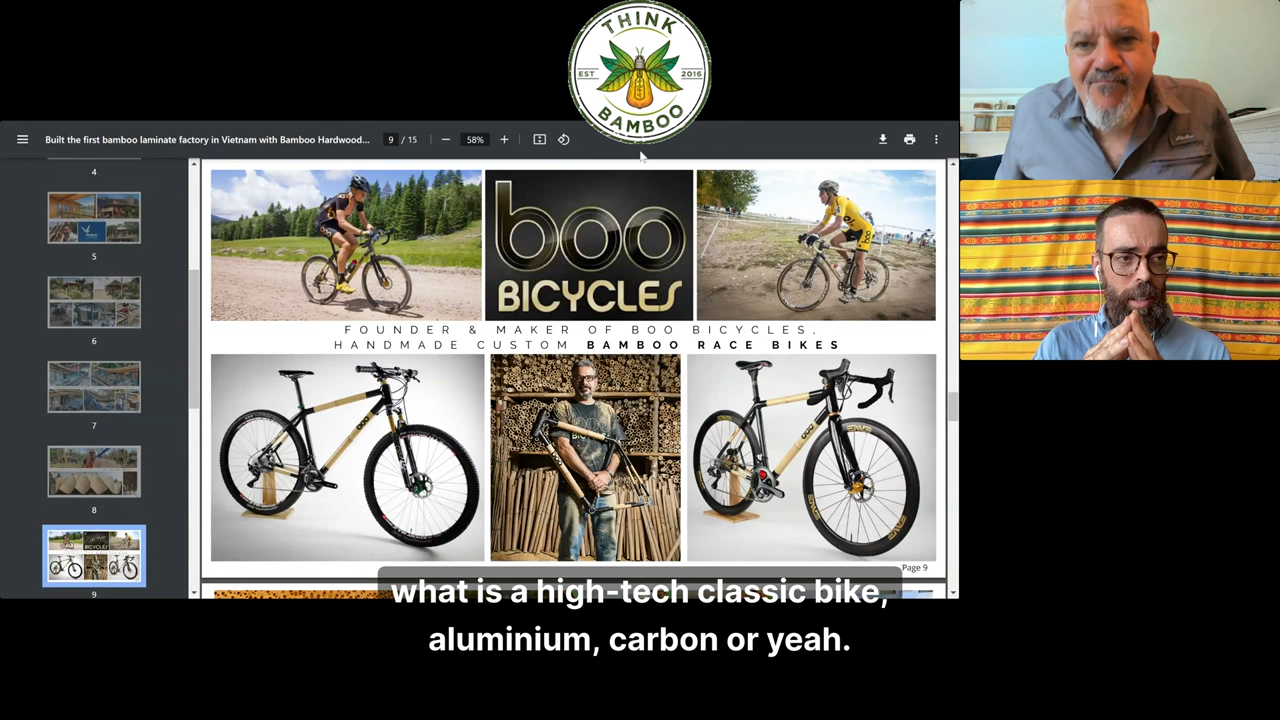 THINK
EST 2016
BAMBOO
Built the first bamboo laminate factory in Vietnam with Bamboo Hardwood... 9 / 15 58%
4
5
6
7
8
9
boo
BICYCLES
FOUNDER & MAKER OF BOO BICYCLES,
HANDMADE CUSTOM BAMBOO RACE BIKES
Page 9
what is a high-tech classic bike,
aluminium, carbon or yeah.